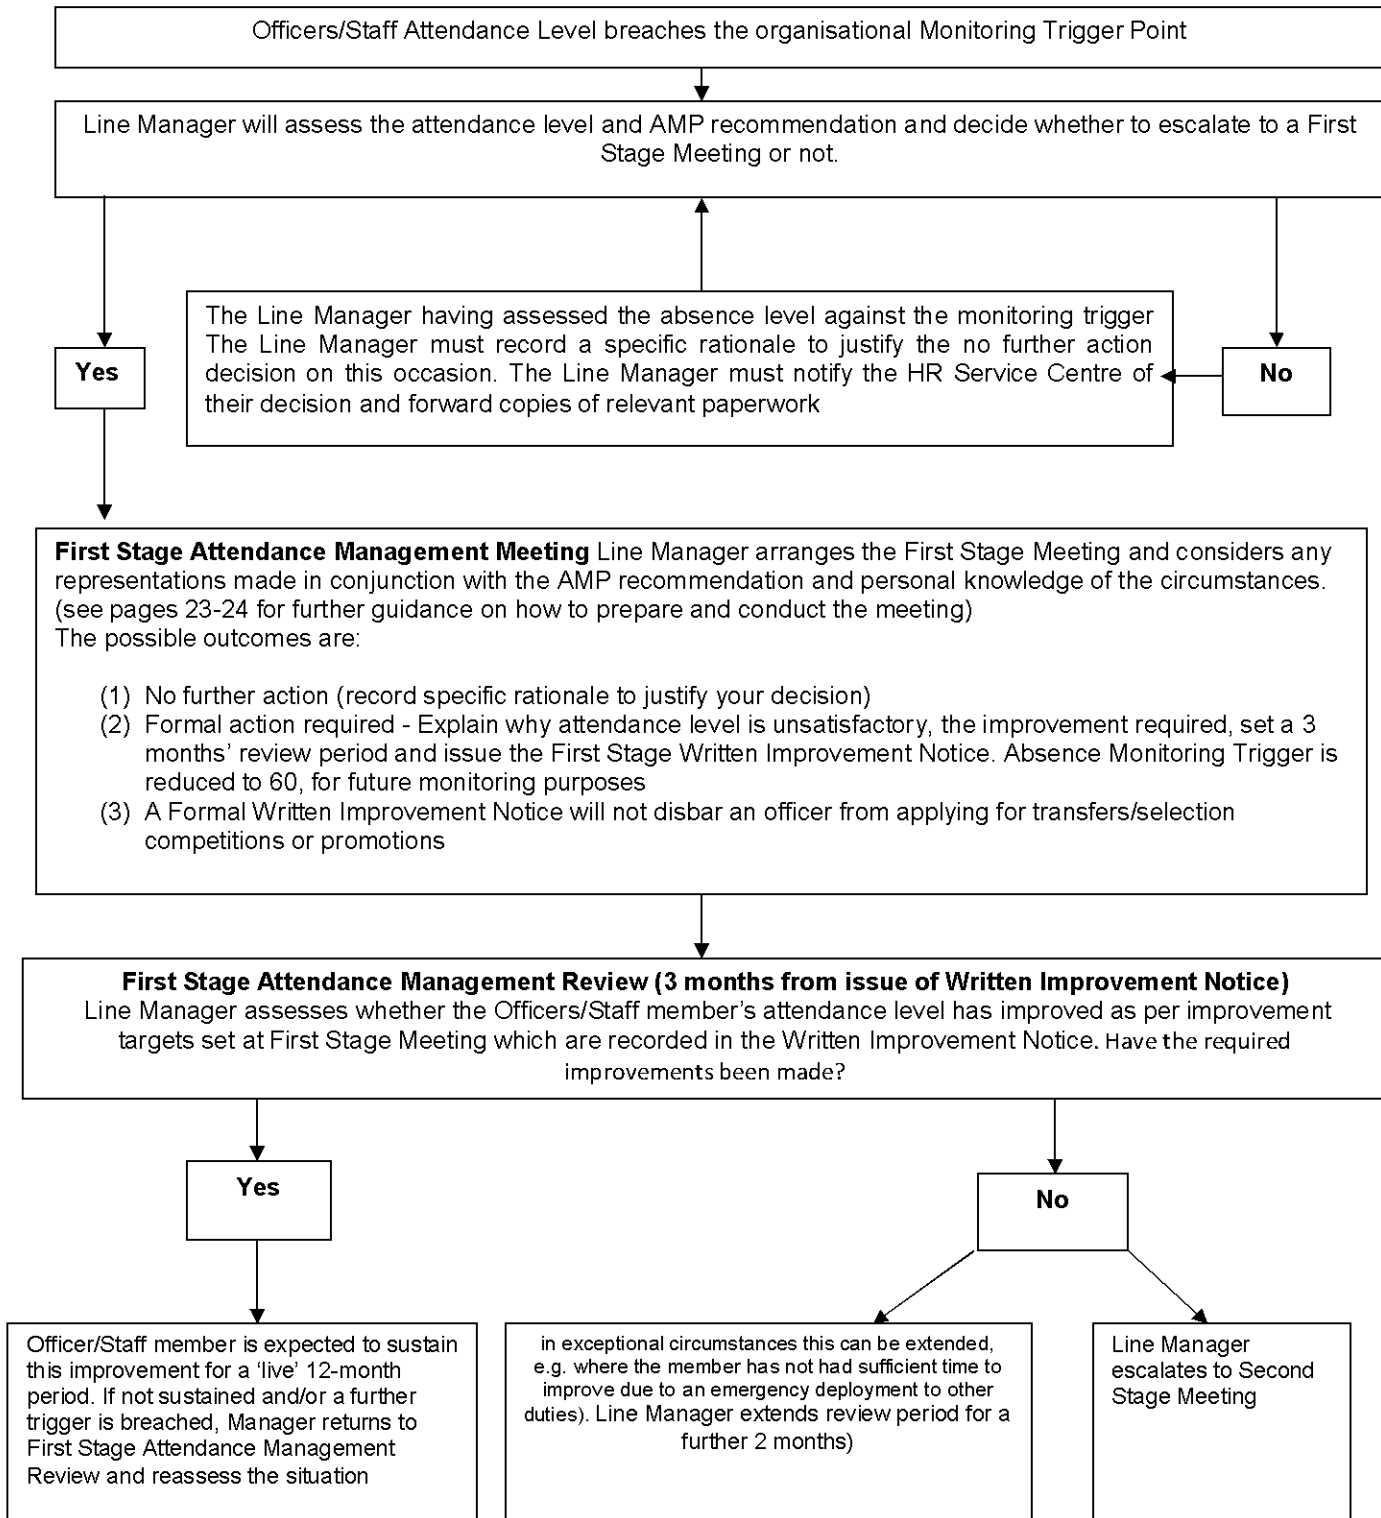 Officers/Staff Attendance Level breaches the organisational Monitoring Trigger Point
Line Manager will assess the attendance level and AMP recommendation and decide whether to escalate to a First
Stage Meeting or not.
The Line Manager having assessed the absence level against the monitoring trigger
The Line Manager must record a specific rationale to justify the no further action
decision on this occasion. The Line Manager must notify the HR Service Centre of
their decision and forward copies of relevant paperwork
Yes
No
First Stage Attendance Management Meeting Line Manager arranges the First Stage Meeting and considers any
representations made in conjunction with the AMP recommendation and personal knowledge of the circumstances.
(see pages 23-24 for further guidance on how to prepare and conduct the meeting)
The possible outcomes are:
(1) No further action (record specific rationale to justify your decision)
(2) Formal action required - Explain why attendance level is unsatisfactory, the improvement required, set a 3
months' review period and issue the First Stage Written Improvement Notice. Absence Monitoring Trigger is
reduced to 60, for future monitoring purposes
(3) A Formal Written Improvement Notice will not disbar an officer from applying for transfers/selection
competitions or promotions
First Stage Attendance Management Review (3 months from issue of Written Improvement Notice)
Line Manager assesses whether the Officers/Staff member's attendance level has improved as per improvement
targets set at First Stage Meeting which are recorded in the Written Improvement Notice. Have the required
improvements been made?
Yes
No
Officer/Staff member is expected to sustain
this improvement for a 'live' 12-month
period. If not sustained and/or a further
trigger is breached, Manager returns to
First Stage Attendance Management
Review and reassess the situation
in exceptional circumstances this can be extended,
e.g. where the member has not had sufficient time to
improve due to an emergency deployment to other
duties). Line Manager extends review period for a
further 2 months)
Line Manager
escalates to Second
Stage Meeting